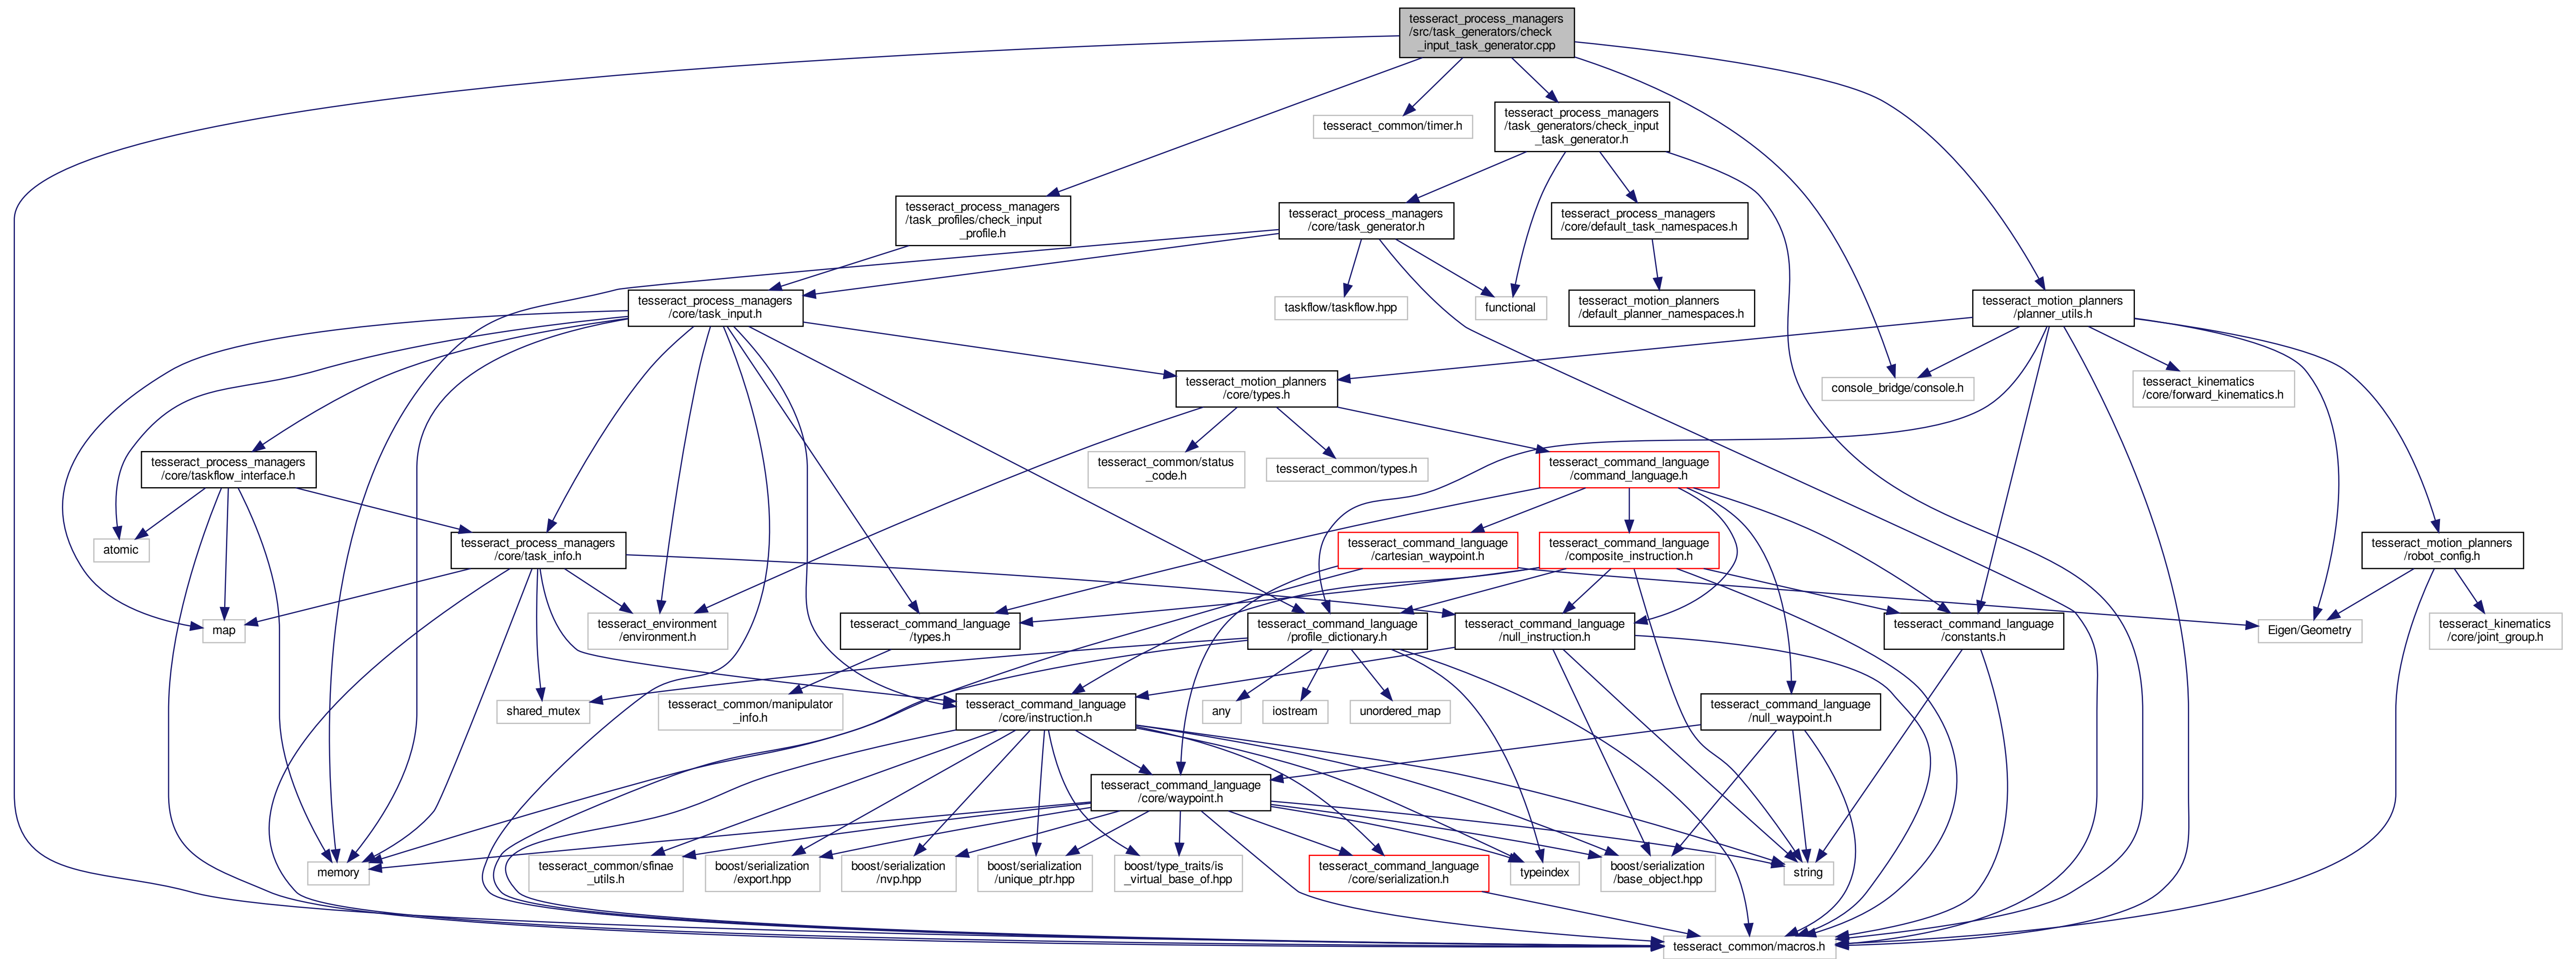 tesseract_process_managers
/src/task_generators/check
_input_task_generator.cpp
tesseract_common/timer.h
tesseract_process_managers
/task_generators/check_input
_task_generator.h
tesseract_process_managers
/task_profiles/check_input
_profile.h
tesseract_process_managers
/core/task_generator.h
tesseract_process_managers
/core/default_task_namespaces.h
tesseract_process_managers
/core/task_input.h
taskflow/taskflow.hpp
functional
tesseract_motion_planners
/default_planner_namespaces.h
tesseract_motion_planners
/planner_utils.h
tesseract_motion_planners
/core/types.h
console_bridge/console.h
tesseract_kinematics
/core/forward_kinematics.h
tesseract_process_managers
/core/taskflow_interface.h
tesseract_common/status
_code.h
tesseract_common/types.h
tesseract_command_language
/command_language.h
atomic
tesseract_process_managers
/core/task_info.h
tesseract_command_language
/cartesian_waypoint.h
tesseract_command_language
/composite_instruction.h
tesseract_motion_planners
/robot_config.h
map
tesseract_environment
/environment.h
tesseract_command_language
/types.h
tesseract_command_language
/profile_dictionary.h
tesseract_command_language
/null_instruction.h
tesseract_command_language
/constants.h
Eigen/Geometry
tesseract_kinematics
/core/joint_group.h
shared_mutex
tesseract_common/manipulator
_info.h
tesseract_command_language
/core/instruction.h
any
iostream
unordered_map
tesseract_command_language
/null_waypoint.h
tesseract_command_language
/core/waypoint.h
memory
tesseract_common/sfinae
_utils.h
boost/serialization
/export.hpp
boost/serialization
/nvp.hpp
boost/serialization
/unique_ptr.hpp
boost/type_traits/is
_virtual_base_of.hpp
tesseract_command_language
/core/serialization.h
typeindex
boost/serialization
/base_object.hpp
string
tesseract_common/macros.h